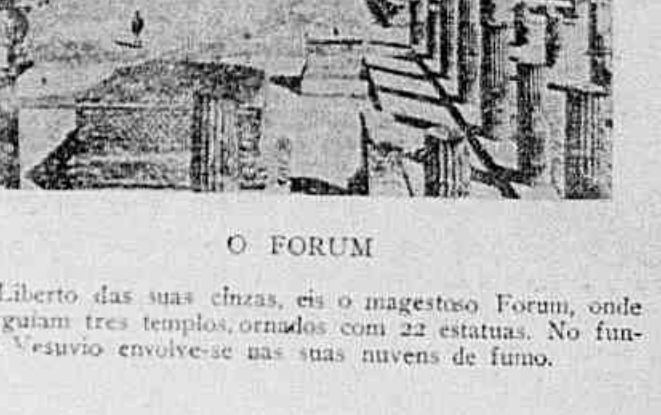 O FORUM
Liberto das suas cinzas, eis o magestoso Forum, onde
guiam tres templos, ornados com 22 estatuas. No fun-
Vesuvio envolve-se nas suas nuvens de fumo.